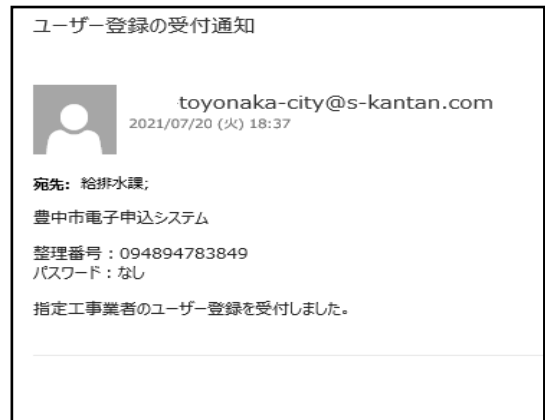 ユーザー登録の受付通知
toyonaka-city@s-kantan.com
2021/07/20 (火) 18:37
宛先: 給排水課;
豊中市電子申込システム
整理番号：094894783849
パスワード：なし
指定工事業者のユーザー登録を受付しました。